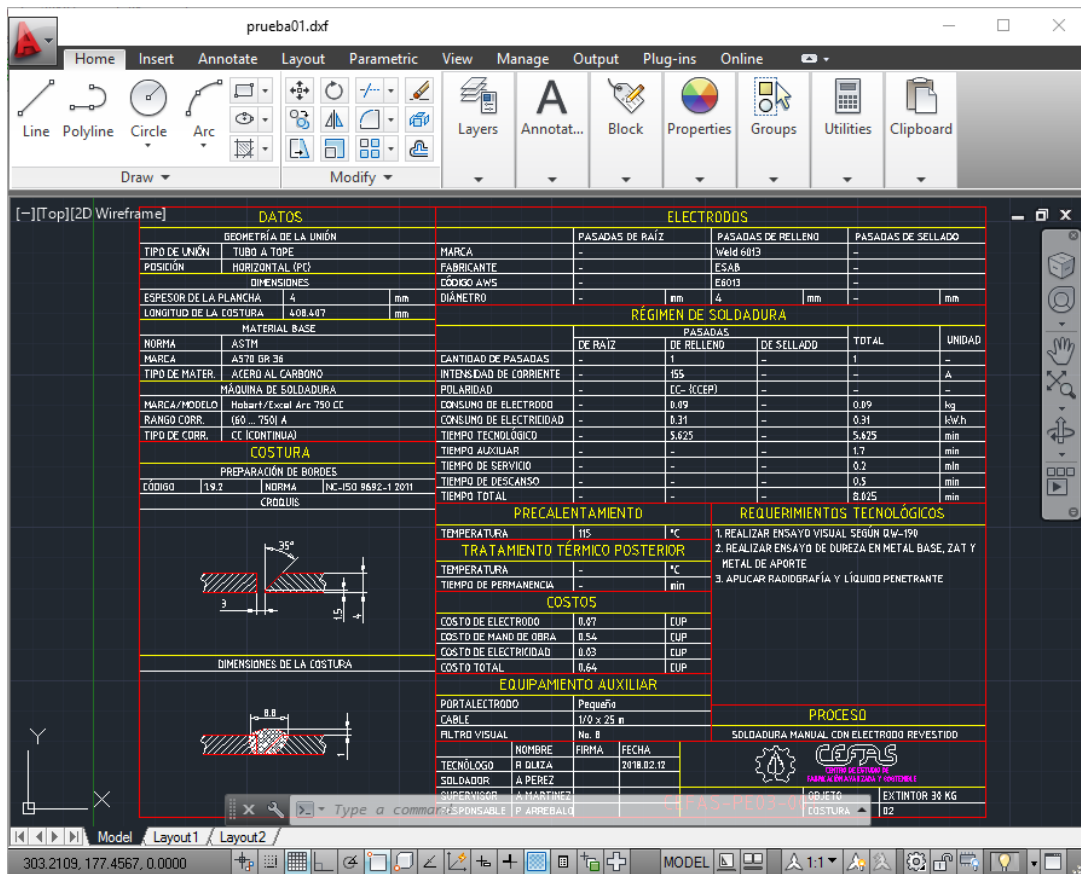 prueba01.dxf
Home Insert Annotate Layout Parametric View Manage Output Plug-ins Online
Line Polyline Circle Arc Layers Annotat... Block Properties Groups Utilities Clipboard
Draw Modify
[−][Top][2D Wireframe]
DATOS
GEOMETRÍA DE LA UNIÓN
TIPO DE UNIÓN TUBO A TOPE
POSICIÓN HORIZONTAL (PC)
DIMENSIONES
ESPESOR DE LA PLANCHA 4 mm
LONGITUD DE LA COSTURA 408.407 mm
MATERIAL BASE
NORMA ASTM
MARCA A570 GR 36
TIPO DE MATER. ACERO AL CARBONO
MÁQUINA DE SOLDADURA
MARCA/MODELO Hobart/Excel Arc 750 CC
RANGO CORR. (60 ... 750) A
TIPO DE CORR. CC (CONTINUA)
COSTURA
PREPARACIÓN DE BORDES
CÓDIGO 1.9.2 NORMA NC-ISO 9692-1 2011
CROQUIS
35°
3
1.5
4
DIMENSIONES DE LA COSTURA
8.8
1
ELECTRODOS
PASADAS DE RAÍZ PASADAS DE RELLENO PASADAS DE SELLADO
MARCA - Weld 6013 -
FABRICANTE - ESAB -
CÓDIGO AWS - E6013 -
DIÁMETRO - mm 4 mm - mm
RÉGIMEN DE SOLDADURA
PASADAS
DE RAÍZ DE RELLENO DE SELLADO TOTAL UNIDAD
CANTIDAD DE PASADAS - 1 - 1 -
INTENSIDAD DE CORRIENTE - 155 - - A
POLARIDAD - CC- (CCEP) - - -
CONSUMO DE ELECTRODO - 0.09 - 0.09 kg
CONSUMO DE ELECTRICIDAD - 0.31 - 0.31 kW.h
TIEMPO TECNOLÓGICO - 5.625 - 5.625 min
TIEMPO AUXILIAR - - - 1.7 min
TIEMPO DE SERVICIO - - - 0.2 min
TIEMPO DE DESCANSO - - - 0.5 min
TIEMPO TOTAL - - - 8.025 min
PRECALENTAMIENTO
TEMPERATURA 115 °C
TRATAMIENTO TÉRMICO POSTERIOR
TEMPERATURA - °C
TIEMPO DE PERMANENCIA - min
COSTOS
COSTO DE ELECTRODO 0.07 CUP
COSTO DE MANO DE OBRA 0.54 CUP
COSTO DE ELECTRICIDAD 0.03 CUP
COSTO TOTAL 0.64 CUP
EQUIPAMIENTO AUXILIAR
PORTALECTRODO Pequeño
CABLE 1/0 x 25 m
FILTRO VISUAL No. 8
NOMBRE FIRMA FECHA
TECNÓLOGO R QUIZA 2018.02.12
SOLDADOR A PEREZ
SUPERVISOR A MARTINEZ
RESPONSABLE P ARREBALO
REQUERIMIENTOS TECNOLÓGICOS
1. REALIZAR ENSAYO VISUAL SEGÚN QW-190
2. REALIZAR ENSAYO DE DUREZA EN METAL BASE, ZAT Y
METAL DE APORTE
3. APLICAR RADIOGRAFÍA Y LÍQUIDO PENETRANTE
PROCESO
SOLDADURA MANUAL CON ELECTRODO REVESTIDO
CEFAS
CENTRO DE ESTUDIO DE
FABRICACIÓN AVANZADA Y SOSTENIBLE
CEFAS-PE03-0
OBJETO EXTINTOR 30 KG
COSTURA 02
Y
X
Type a command
Model Layout1 Layout2
303.2109, 177.4567, 0.0000 MODEL 1:1